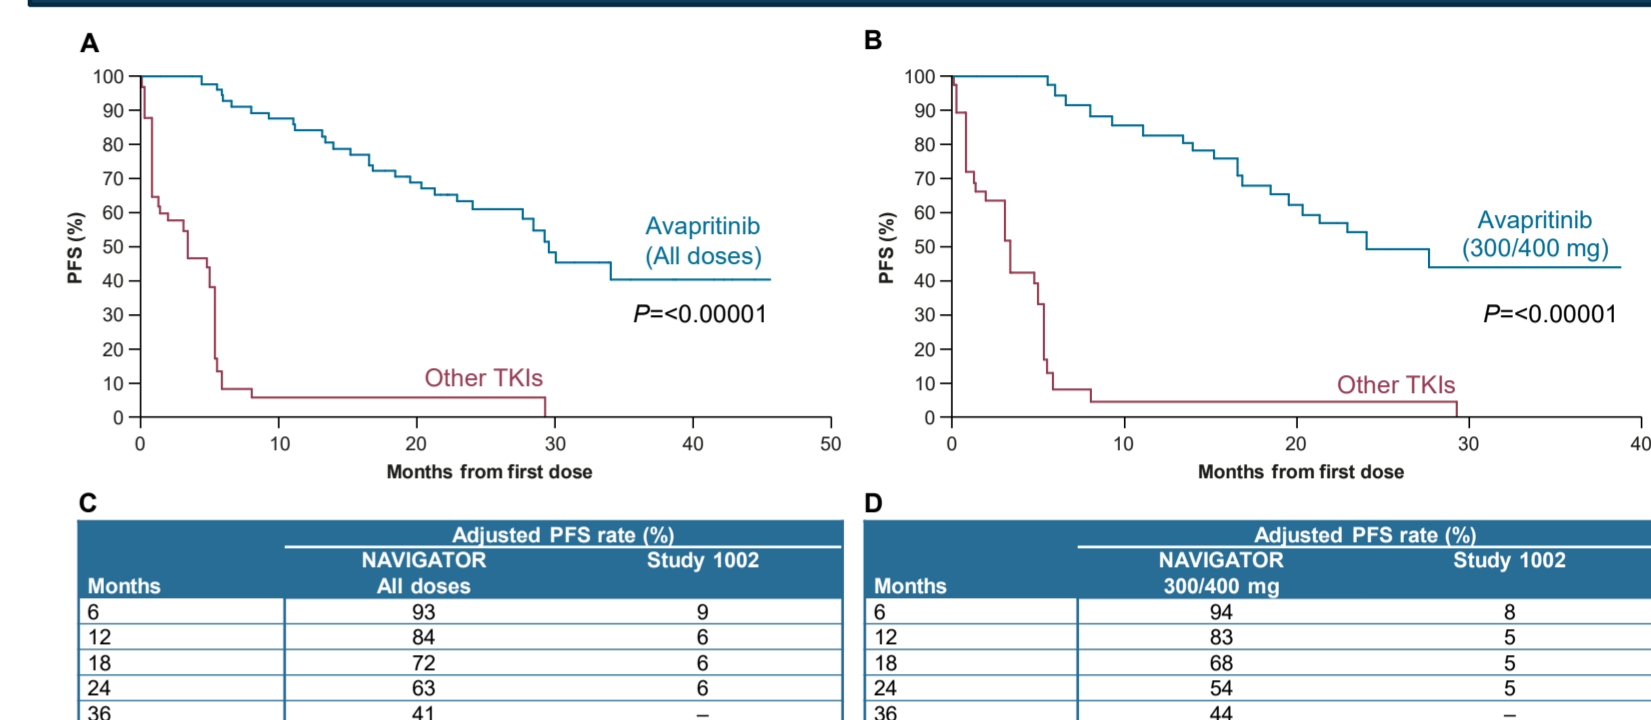 A
100
90
80
70
60
50
40
30
20
10
0
PFS (%)
Avapritinib
(All doses)
P=<0.00001
Other TKIs
0 10 20 30 40 50
Months from first dose
B
100
90
80
70
60
50
40
30
20
10
0
PFS (%)
Avapritinib
(300/400 mg)
P=<0.00001
Other TKIs
0 10 20 30 40
Months from first dose
C
Adjusted PFS rate (%)
NAVIGATOR Study 1002
Months All doses
6 93 9
12 84 6
18 72 6
24 63 6
36 41 –
D
Adjusted PFS rate (%)
NAVIGATOR Study 1002
Months 300/400 mg
6 94 8
12 83 5
18 68 5
24 54 5
36 44 –